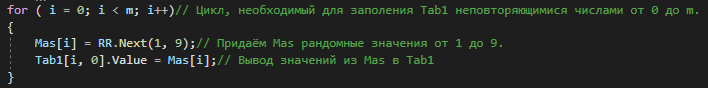 for ( i = 0; i < m; i++)// Цикл, необходимый для заполения Tab1 неповторяющимися числами от 0 до m.
{
Mas[i] = RR.Next(1, 9);// Придаём Mas рандомные значения от 1 до 9.
Tab1[i, 0].Value = Mas[i];// Вывод значений из Mas в Tab1
}